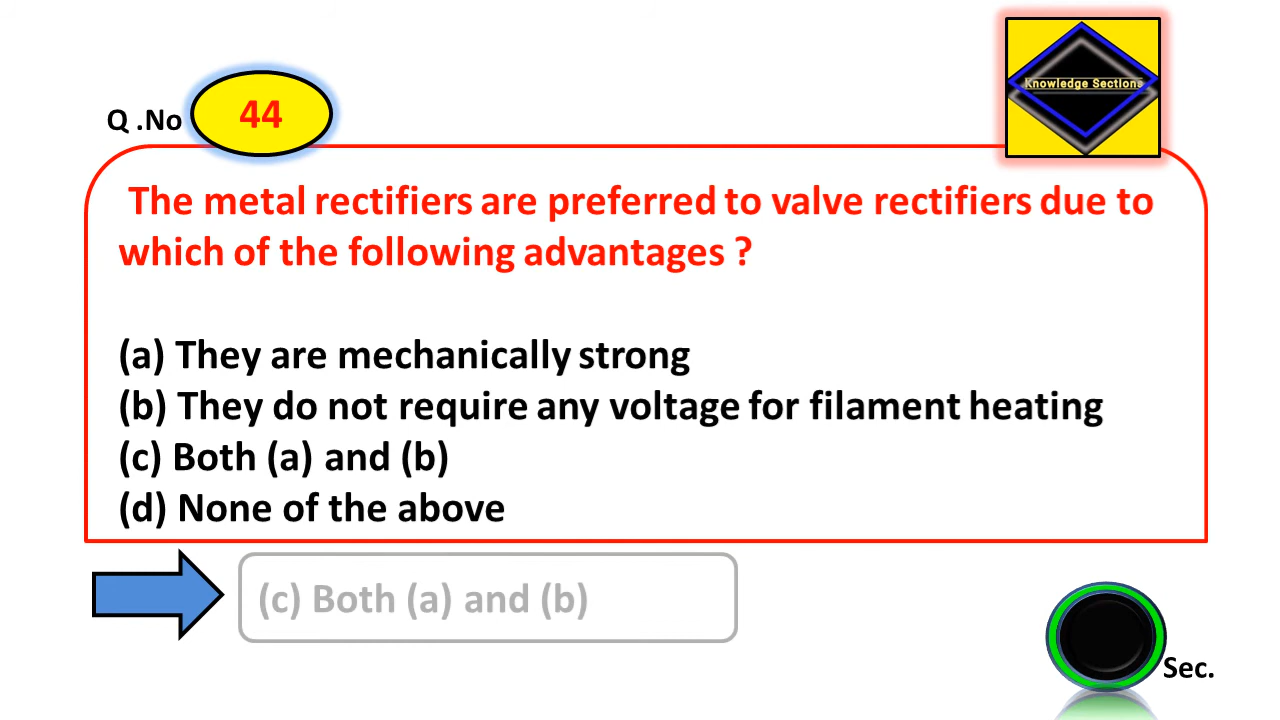 Knowledge Sections
Q .No 44
The metal rectifiers are preferred to valve rectifiers due to
which of the following advantages ?
(a) They are mechanically strong
(b) They do not require any voltage for filament heating
(c) Both (a) and (b)
(d) None of the above
(c) Both (a) and (b)
Sec.